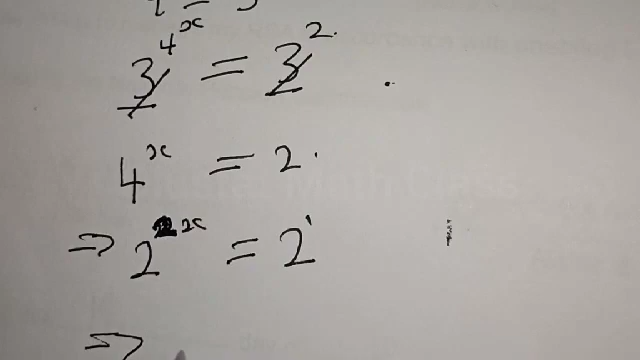 3^{4^x} = 3^2.
4^x = 2.
⇒ 2^{2x} = 2^1
⇒